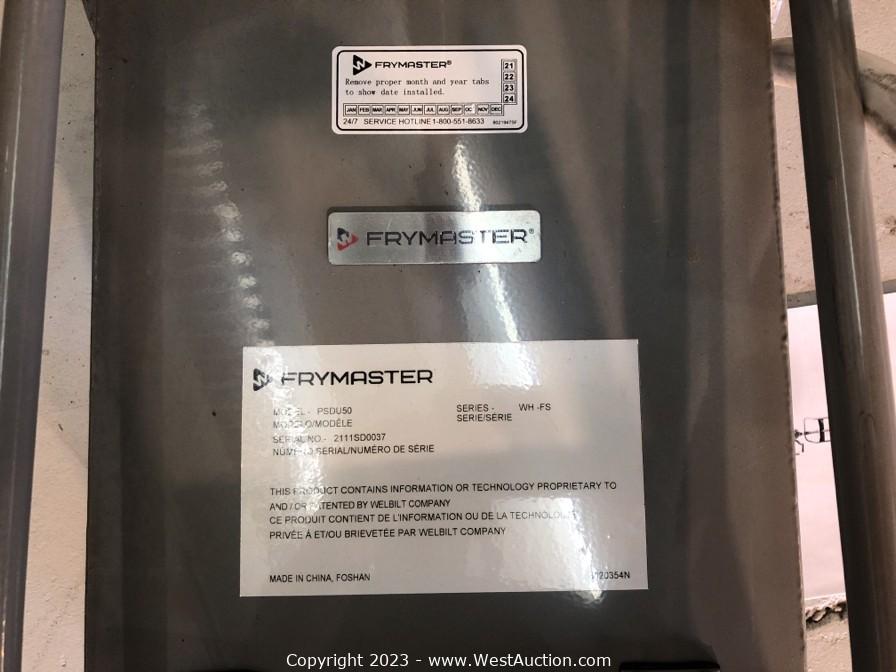 FRYMASTER®
Remove proper month and year tabs
to show date installed.
21
22
23
24
JAN FEB MAR APR MAY JUN JUL AUG SEP OC NOV DEC
24/7 SERVICE HOTLINE 1-800-551-8633
FRYMASTER®
FRYMASTER
MODEL - PSDU50
MODELO/MODÈLE
SERIES - WH -FS
SERIE/SÉRIE
SERIAL NO.- 2111SD0037
NÚMERO SERIAL/NUMÉRO DE SÉRIE
THIS PRODUCT CONTAINS INFORMATION OR TECHNOLOGY PROPRIETARY TO
AND / OR PATENTED BY WELBILT COMPANY
CE PRODUIT CONTIENT DE L'INFORMATION OU DE LA TECHNOLOGIE
PRIVÉE À ET/OU BRIEVETÉE PAR WELBILT COMPANY
MADE IN CHINA, FOSHAN
Copyright 2023 - www.WestAuction.com